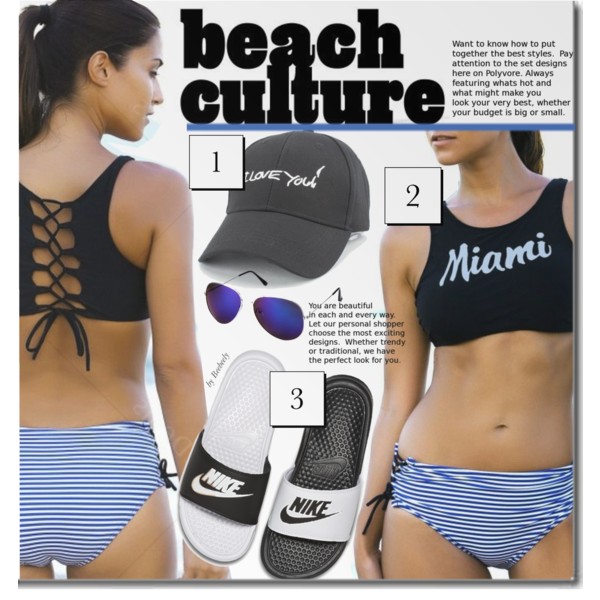 beach
culture
Want to know how to put
together the best styles.  Pay
attention to the set designs
here on Polyvore. Always
featuring whats hot and
what might make you
look your very best, whether
your budget is big or small.
1
I LOVE YOU!
2
Miami
You are beautiful
in each and every way.
Let our personal shopper
choose the most exciting
designs.  Whether trendy
or traditional, we have
the perfect look for you.
3
NIKE
NIKE